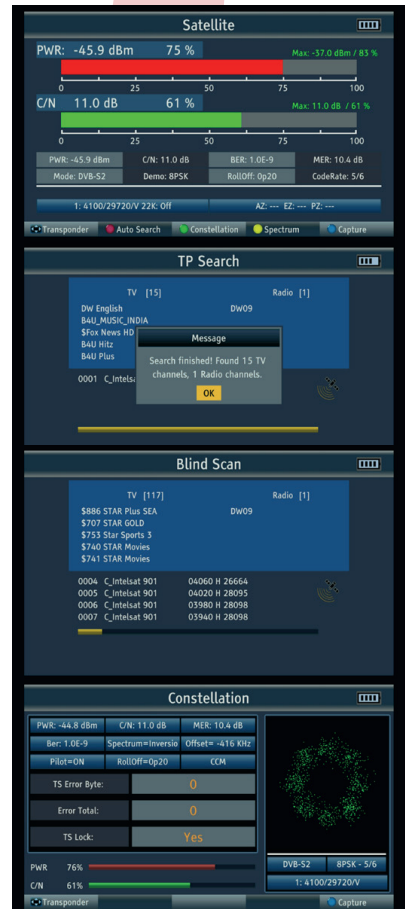 Satellite
PWR: -45.9 dBm 75 %
Max: -37.0 dBm / 83 %
0 25 50 75 100
C/N 11.0 dB 61 %
Max: 11.0 dB / 61 %
0 25 50 75 100
PWR: -45.9 dBm C/N: 11.0 dB BER: 1.0E-9 MER: 10.4 dB
Mode: DVB-S2 Demo: 8PSK RollOff: 0p20 CodeRate: 5/6
1: 4100/29720/V 22K: Off AZ: --- EZ: --- PZ: ---
Transponder Auto Search Constellation Spectrum Capture
TP Search
TV [15] Radio [1]
DW English DW09
B4U_MUSIC_INDIA
$Fox News HD
B4U Hitz
B4U Plus
Message
Search finished! Found 15 TV
channels, 1 Radio channels.
OK
0001 C_Intelsa
Blind Scan
TV [117] Radio [1]
$886 STAR Plus SEA DW09
$707 STAR GOLD
$753 Star Sports 3
$740 STAR Movies
$741 STAR Movies
0004 C_Intelsat 901 04060 H 26664
0005 C_Intelsat 901 04020 H 28095
0006 C_Intelsat 901 03980 H 28098
0007 C_Intelsat 901 03940 H 28098
Constellation
PWR: -44.8 dBm C/N: 11.0 dB MER: 10.4 dB
Ber: 1.0E-9 Spectrum=Inversio Offset= -416 KHz
Pilot=ON RollOff=0p20 CCM
TS Error Byte: 0
Error Total: 0
TS Lock: Yes
PWR 76%
C/N 61%
DVB-S2 8PSK - 5/6
1: 4100/29720/V
Transponder Capture